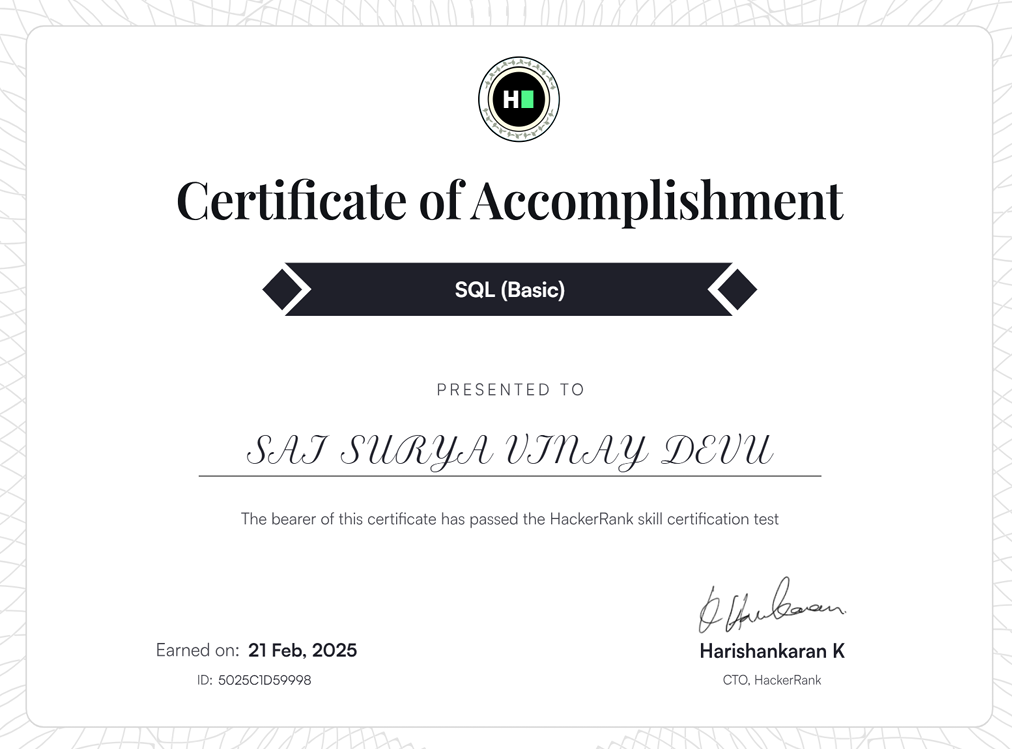 H
Certificate of Accomplishment
SQL (Basic)
PRESENTED TO
SAI SURYA VINAY DEVU
The bearer of this certificate has passed the HackerRank skill certification test
Earned on: 21 Feb, 2025
ID: 5025C1D59998
Harishankaran K
CTO, HackerRank